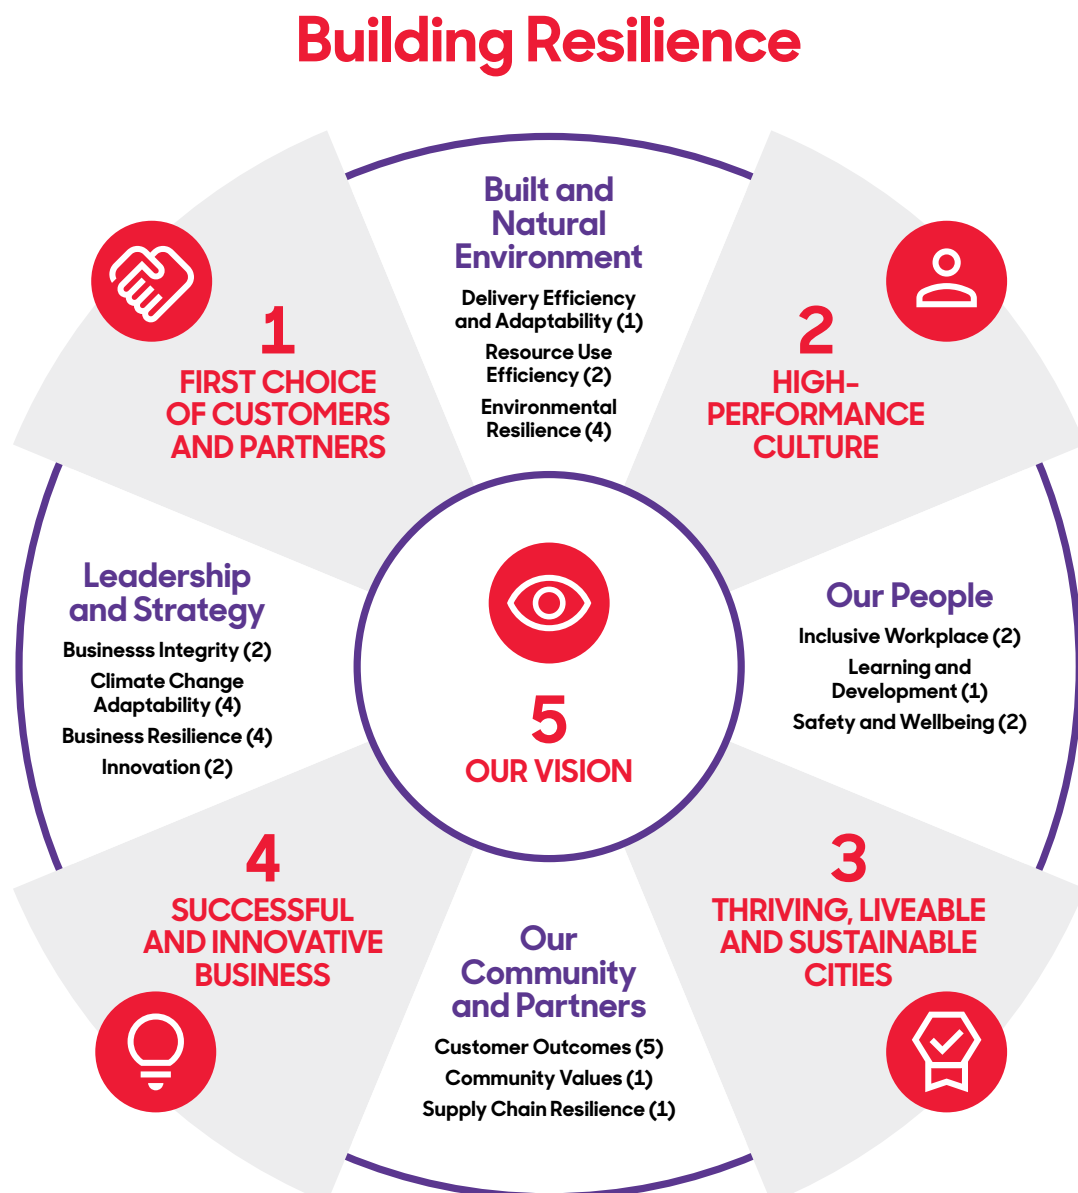 Building Resilience
Built and
Natural
Environment
Delivery Efficiency
and Adaptability (1)
Resource Use
Efficiency (2)
Environmental
Resilience (4)
1
FIRST CHOICE
OF CUSTOMERS
AND PARTNERS
2
HIGH-
PERFORMANCE
CULTURE
Leadership
and Strategy
Businesss Integrity (2)
Climate Change
Adaptability (4)
Business Resilience (4)
Innovation (2)
5
OUR VISION
Our People
Inclusive Workplace (2)
Learning and
Development (1)
Safety and Wellbeing (2)
4
SUCCESSFUL
AND INNOVATIVE
BUSINESS
3
THRIVING, LIVEABLE
AND SUSTAINABLE
CITIES
Our
Community
and Partners
Customer Outcomes (5)
Community Values (1)
Supply Chain Resilience (1)